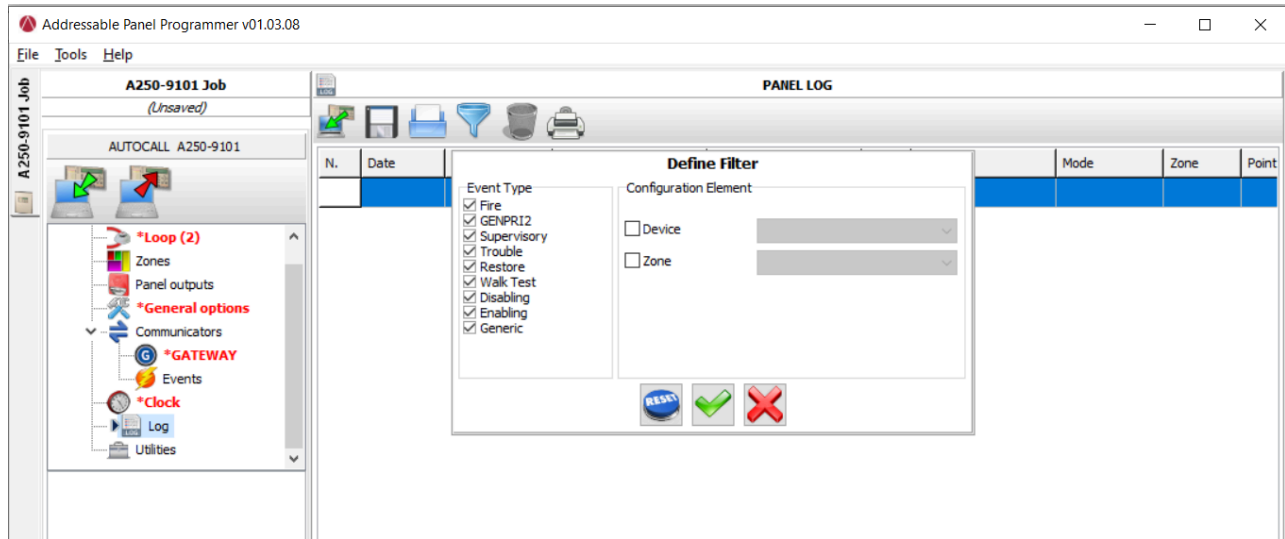 Addressable Panel Programmer v01.03.08
File Tools Help
A250-9101 Job
A250-9101 Job
(Unsaved)
AUTOCALL A250-9101
*Loop (2)
Zones
Panel outputs
*General options
Communicators
G *GATEWAY
Events
*Clock
LOG Log
Utilities
LOG PANEL LOG
N. Date Mode Zone Point
Define Filter
Event Type
Fire
GENPRI2
Supervisory
Trouble
Restore
Walk Test
Disabling
Enabling
Generic
Configuration Element
Device
Zone
RESET